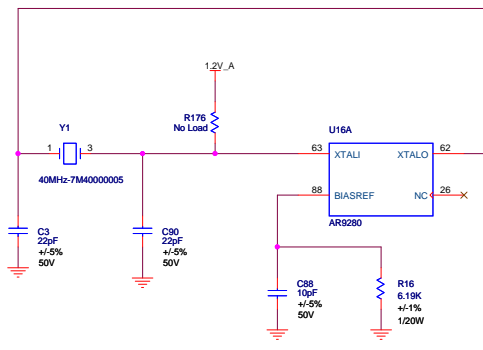 1.2V_A
R176
No Load
Y1
1
3
40MHz-7M40000005
U16A
63
XTALI
XTALO
62
88
BIASREF
NC
26
AR9280
C3
22pF
+/-5%
50V
C90
22pF
+/-5%
50V
C88
10pF
+/-5%
50V
R16
6.19K
+/-1%
1/20W